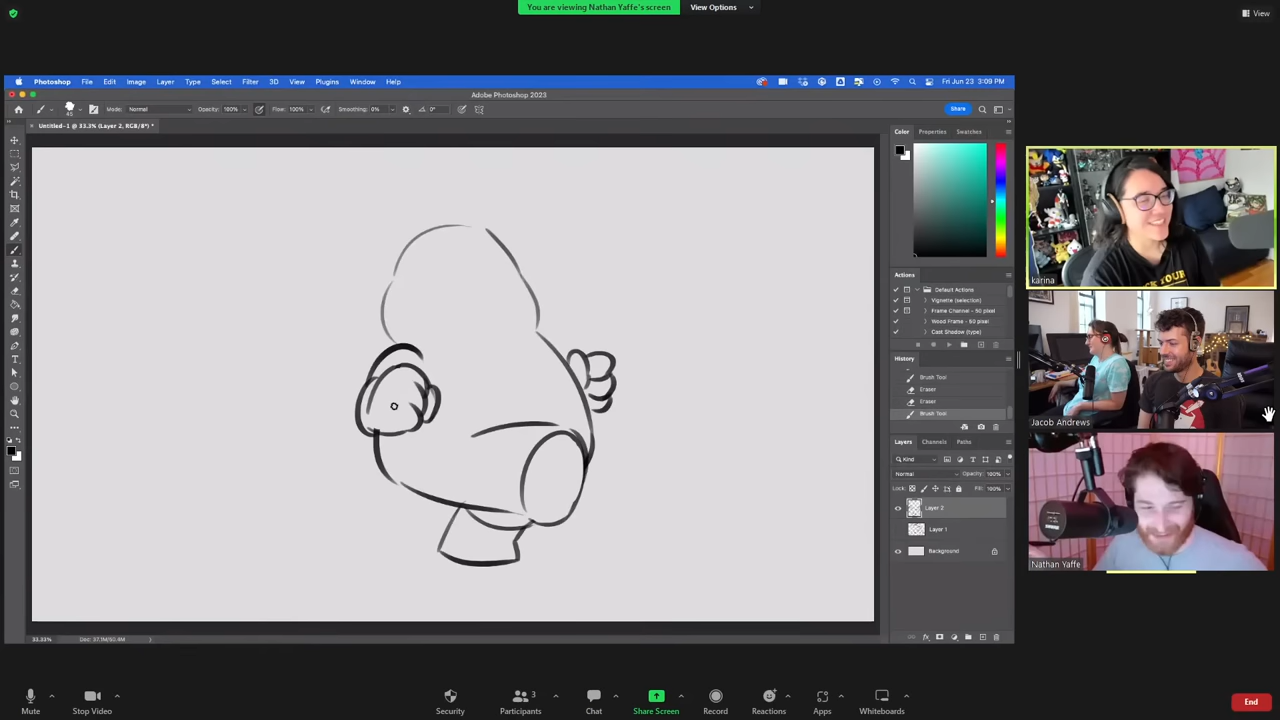 You are viewing Nathan Yaffe's screen View Options
View
Photoshop File Edit Image Layer Type Select Filter 3D View Plugins Window Help Fri Jun 23 3:09 PM
Adobe Photoshop 2023
Mode: Normal Opacity: 100% Flow: 100% Smoothing: 0% 0° Share
Untitled-1 @ 33.3% (Layer 2, RGB/8*) *
Color Properties Swatches
Actions
Default Actions
Vignette (selection)
Frame Channel - 50 pixel
Wood Frame - 50 pixel
Cast Shadow (type)
History
Brush Tool
Eraser
Eraser
Brush Tool
Layers Channels Paths
Kind
Normal Opacity: 100%
Lock: Fill: 100%
Layer 2
Layer 1
Background
33.33%
karina
Jacob Andrews
Nathan Yaffe
Mute Stop Video Security Participants 3 Chat Share Screen Record Reactions Apps Whiteboards End